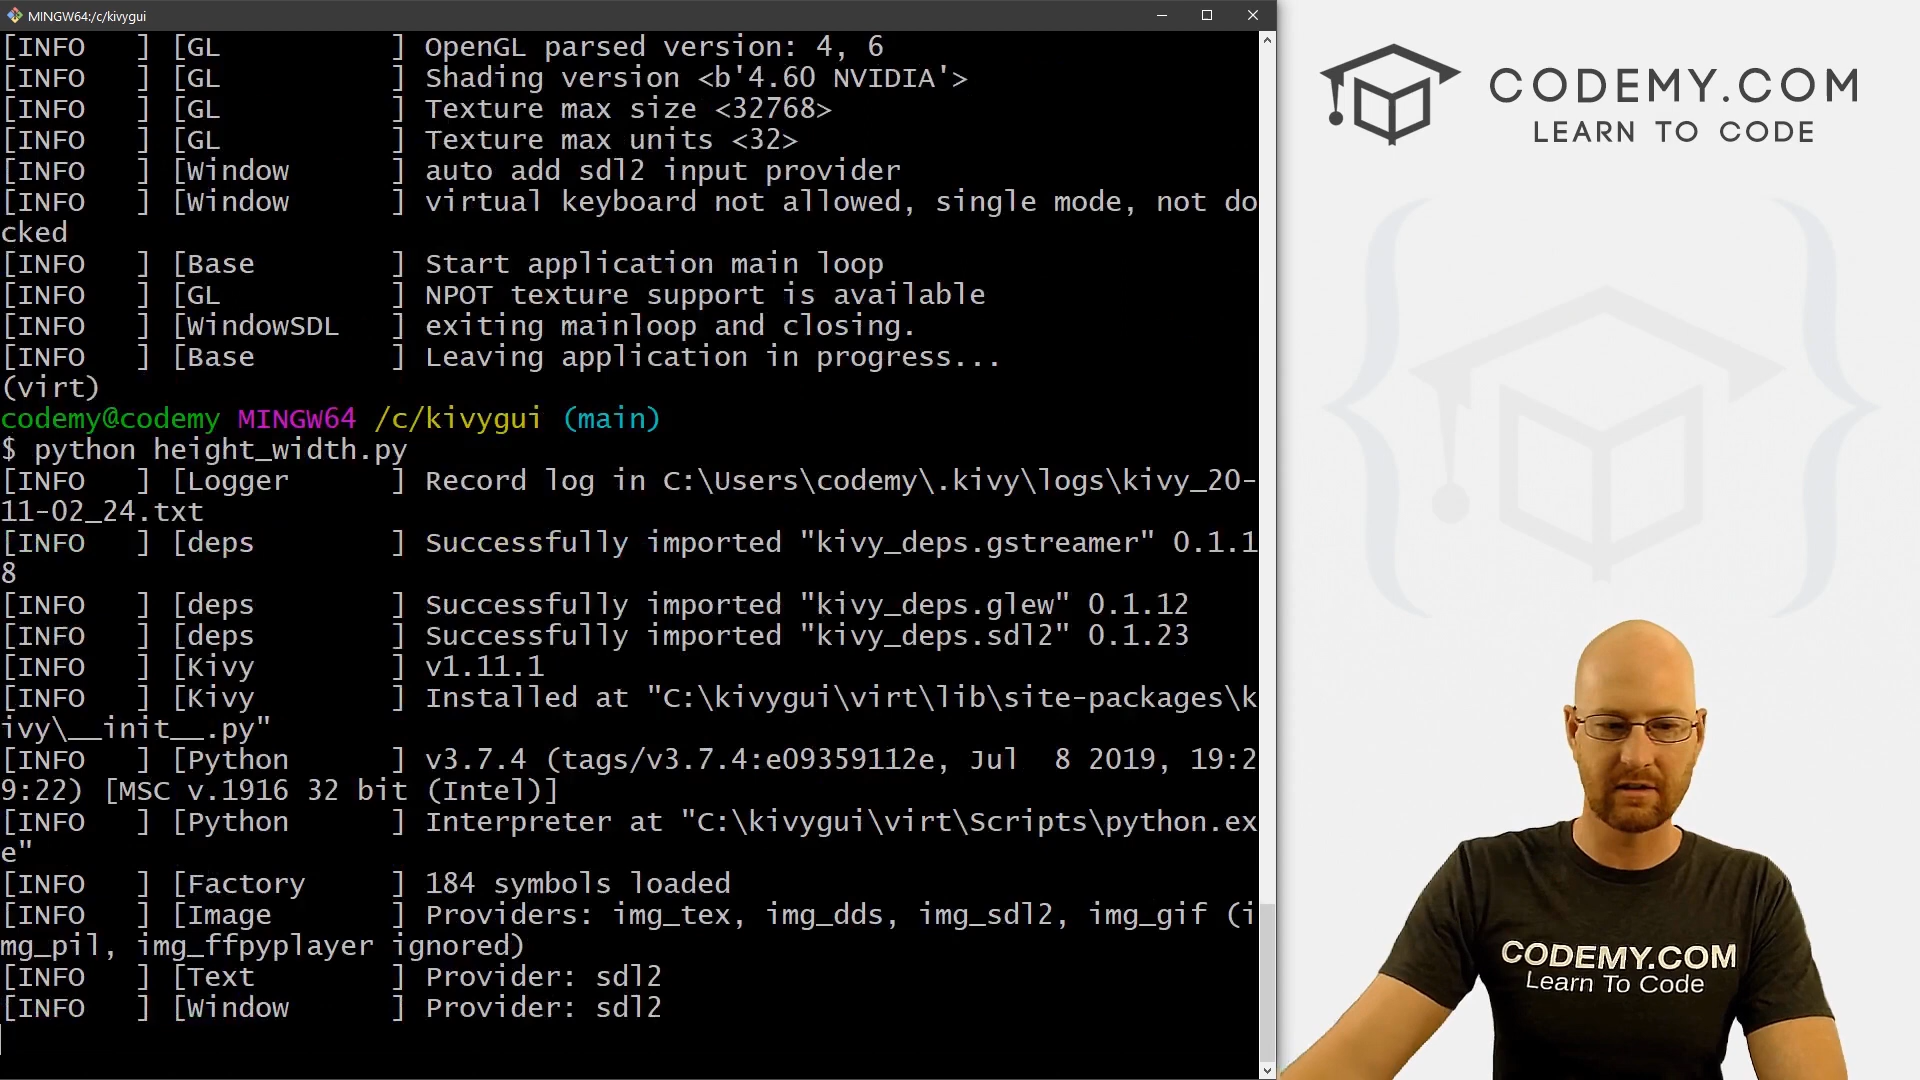 MINGW64:/c/kivygui
[INFO   ] [GL          ] OpenGL parsed version: 4, 6
[INFO   ] [GL          ] Shading version <b'4.60 NVIDIA'>
[INFO   ] [GL          ] Texture max size <32768>
[INFO   ] [GL          ] Texture max units <32>
[INFO   ] [Window      ] auto add sdl2 input provider
[INFO   ] [Window      ] virtual keyboard not allowed, single mode, not do
cked
[INFO   ] [Base        ] Start application main loop
[INFO   ] [GL          ] NPOT texture support is available
[INFO   ] [WindowSDL   ] exiting mainloop and closing.
[INFO   ] [Base        ] Leaving application in progress...
(virt)
codemy@codemy MINGW64 /c/kivygui (main)
$ python height_width.py
[INFO   ] [Logger      ] Record log in C:\Users\codemy\.kivy\logs\kivy_20-
11-02_24.txt
[INFO   ] [deps        ] Successfully imported "kivy_deps.gstreamer" 0.1.1
8
[INFO   ] [deps        ] Successfully imported "kivy_deps.glew" 0.1.12
[INFO   ] [deps        ] Successfully imported "kivy_deps.sdl2" 0.1.23
[INFO   ] [Kivy        ] v1.11.1
[INFO   ] [Kivy        ] Installed at "C:\kivygui\virt\lib\site-packages\k
ivy\__init__.py"
[INFO   ] [Python      ] v3.7.4 (tags/v3.7.4:e09359112e, Jul  8 2019, 19:2
9:22) [MSC v.1916 32 bit (Intel)]
[INFO   ] [Python      ] Interpreter at "C:\kivygui\virt\Scripts\python.ex
e"
[INFO   ] [Factory     ] 184 symbols loaded
[INFO   ] [Image       ] Providers: img_tex, img_dds, img_sdl2, img_gif (i
mg_pil, img_ffpyplayer ignored)
[INFO   ] [Text        ] Provider: sdl2
[INFO   ] [Window      ] Provider: sdl2
CODEMY.COM
LEARN TO CODE
CODEMY.COM
Learn To Code